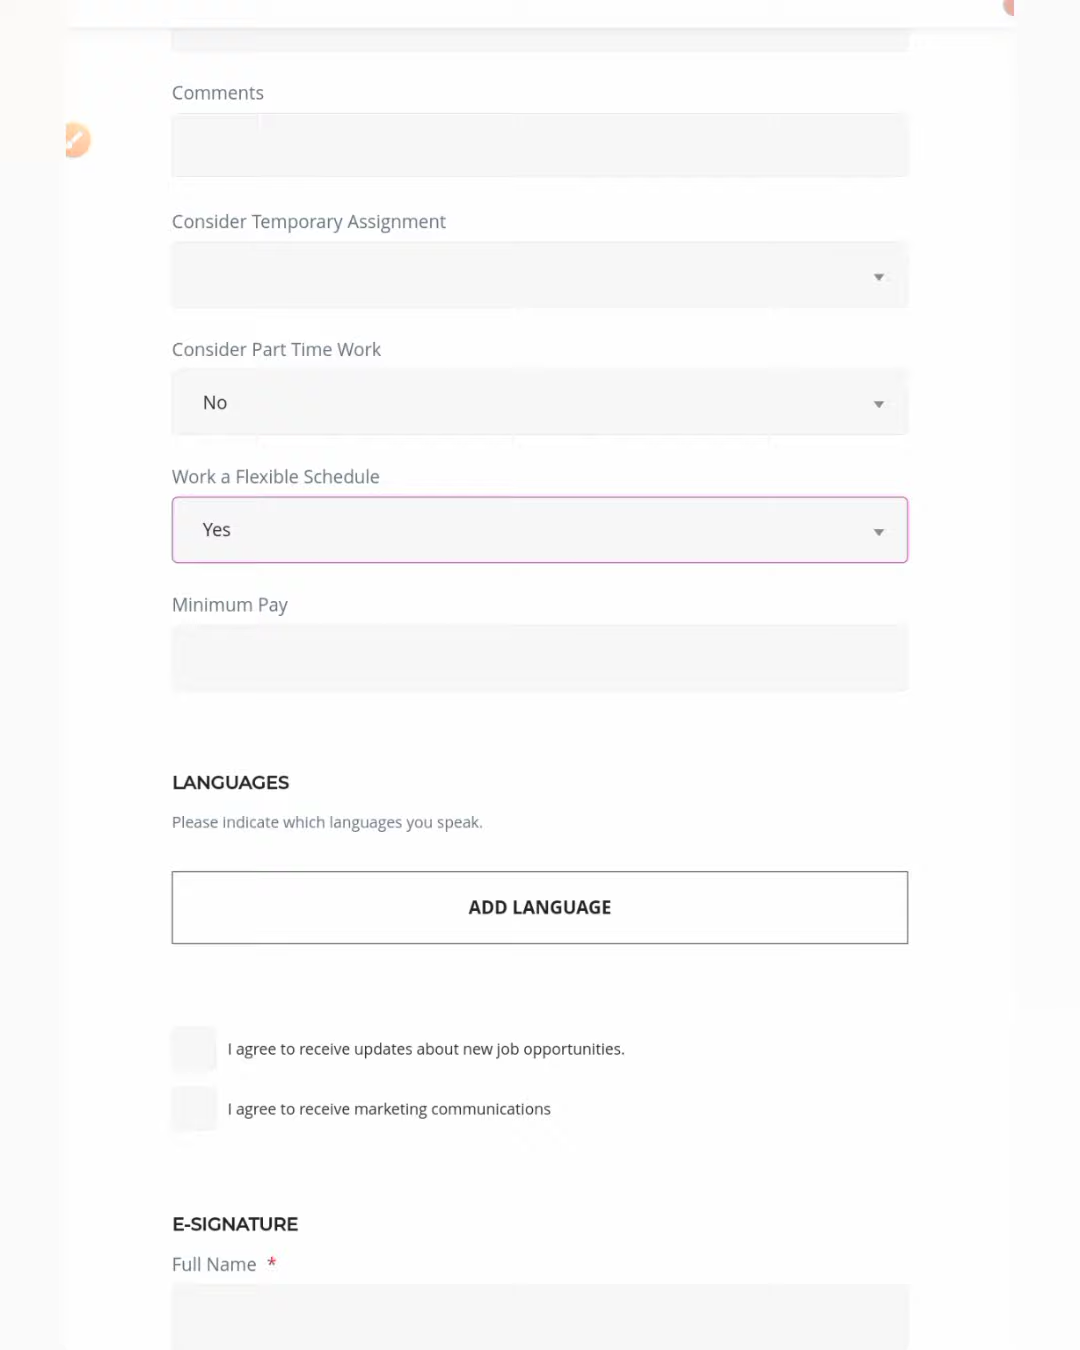 Comments
Consider Temporary Assignment
Consider Part Time Work
No
Work a Flexible Schedule
Yes
Minimum Pay
LANGUAGES
Please indicate which languages you speak.
ADD LANGUAGE
I agree to receive updates about new job opportunities.
I agree to receive marketing communications
E-SIGNATURE
Full Name *